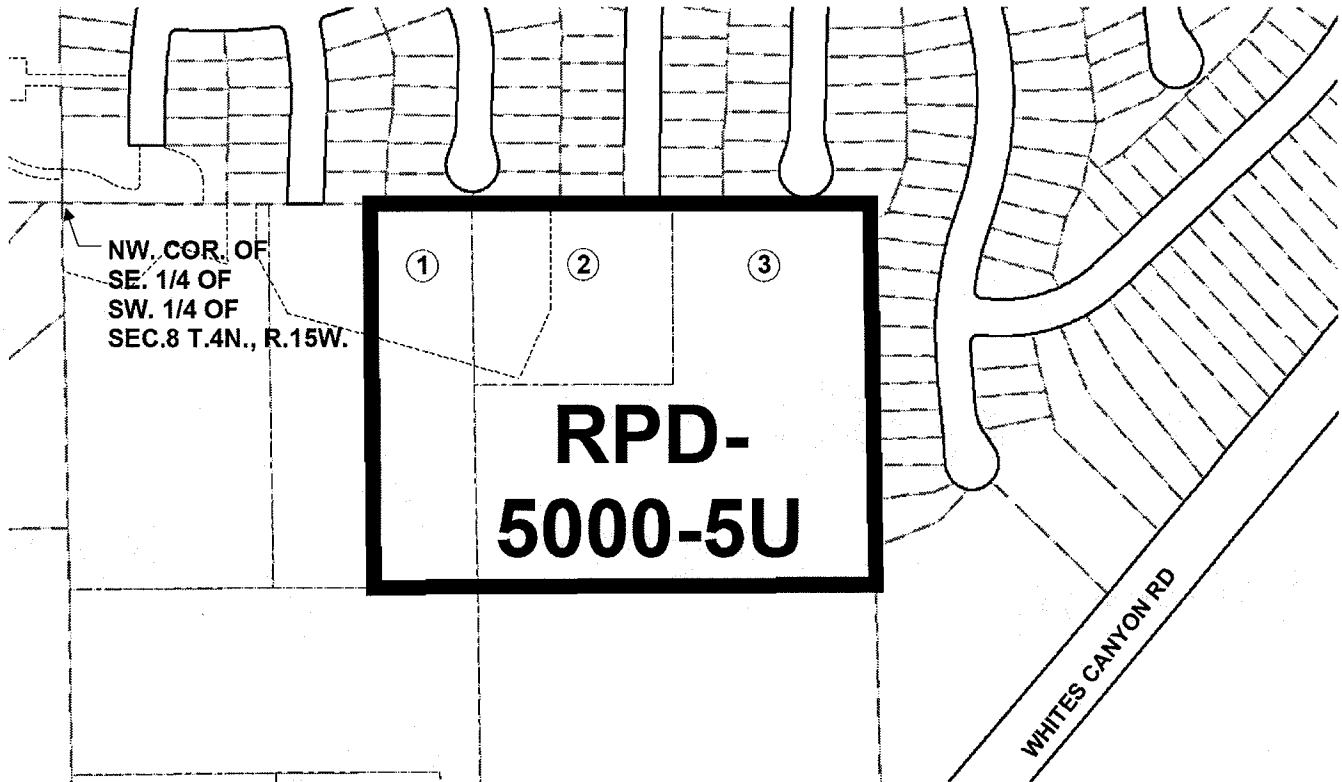 NW. COR. OF
SE. 1/4 OF
SW. 1/4 OF
SEC.8 T.4N., R.15W.
1
2
3
RPD-
5000-5U
WHITES CANYON RD